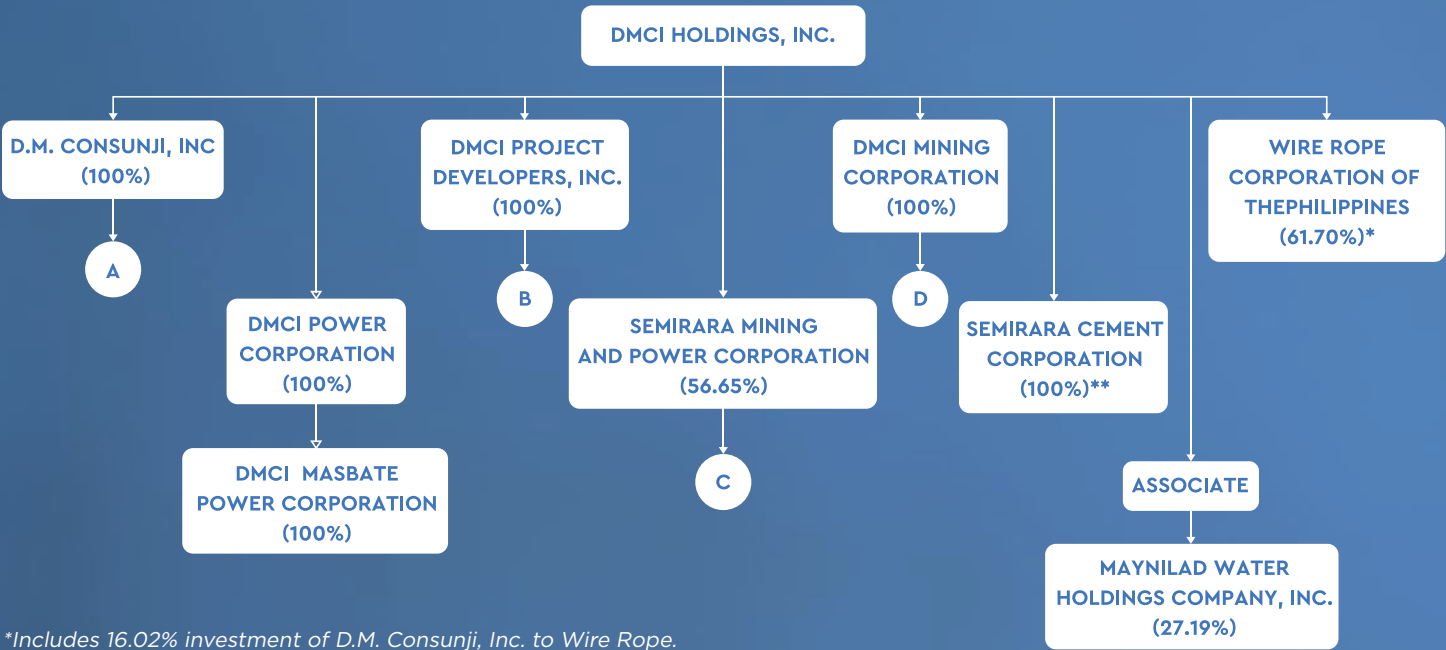 DMCI HOLDINGS, INC.
D.M. CONSUNJI, INC
(100%)
A
DMCI POWER
CORPORATION
(100%)
DMCI MASBATE
POWER CORPORATION
(100%)
DMCI PROJECT
DEVELOPERS, INC.
(100%)
B
SEMIRARA MINING
AND POWER CORPORATION
(56.65%)
C
DMCI MINING
CORPORATION
(100%)
D
SEMIRARA CEMENT
CORPORATION
(100%)**
ASSOCIATE
MAYNILAD WATER
HOLDINGS COMPANY, INC.
(27.19%)
WIRE ROPE
CORPORATION OF
THEPHILIPPINES
(61.70%)*
*Includes 16.02% investment of D.M. Consunji, Inc. to Wire Rope.